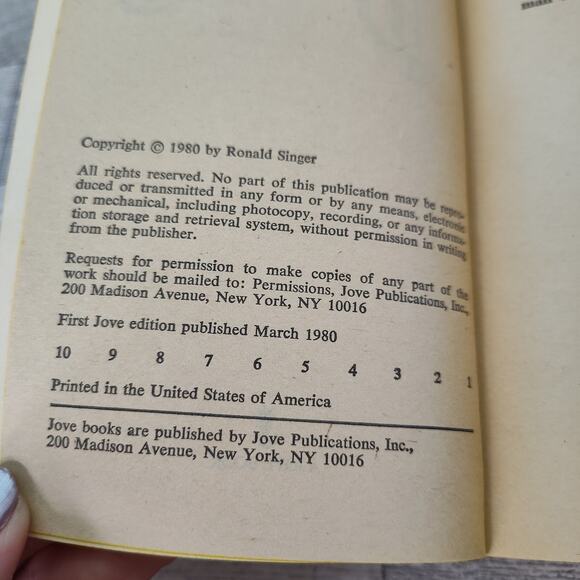 man
Copyright © 1980 by Ronald Singer
All rights reserved. No part of this publication may be repro-
duced or transmitted in any form or by any means, electronic
or mechanical, including photocopy, recording, or any informa-
tion storage and retrieval system, without permission in writing
from the publisher.
Requests for permission to make copies of any part of the
work should be mailed to: Permissions, Jove Publications, Inc.,
200 Madison Avenue, New York, NY 10016
First Jove edition published March 1980
10 9 8 7 6 5 4 3 2 1
Printed in the United States of America
Jove books are published by Jove Publications, Inc.,
200 Madison Avenue, New York, NY 10016